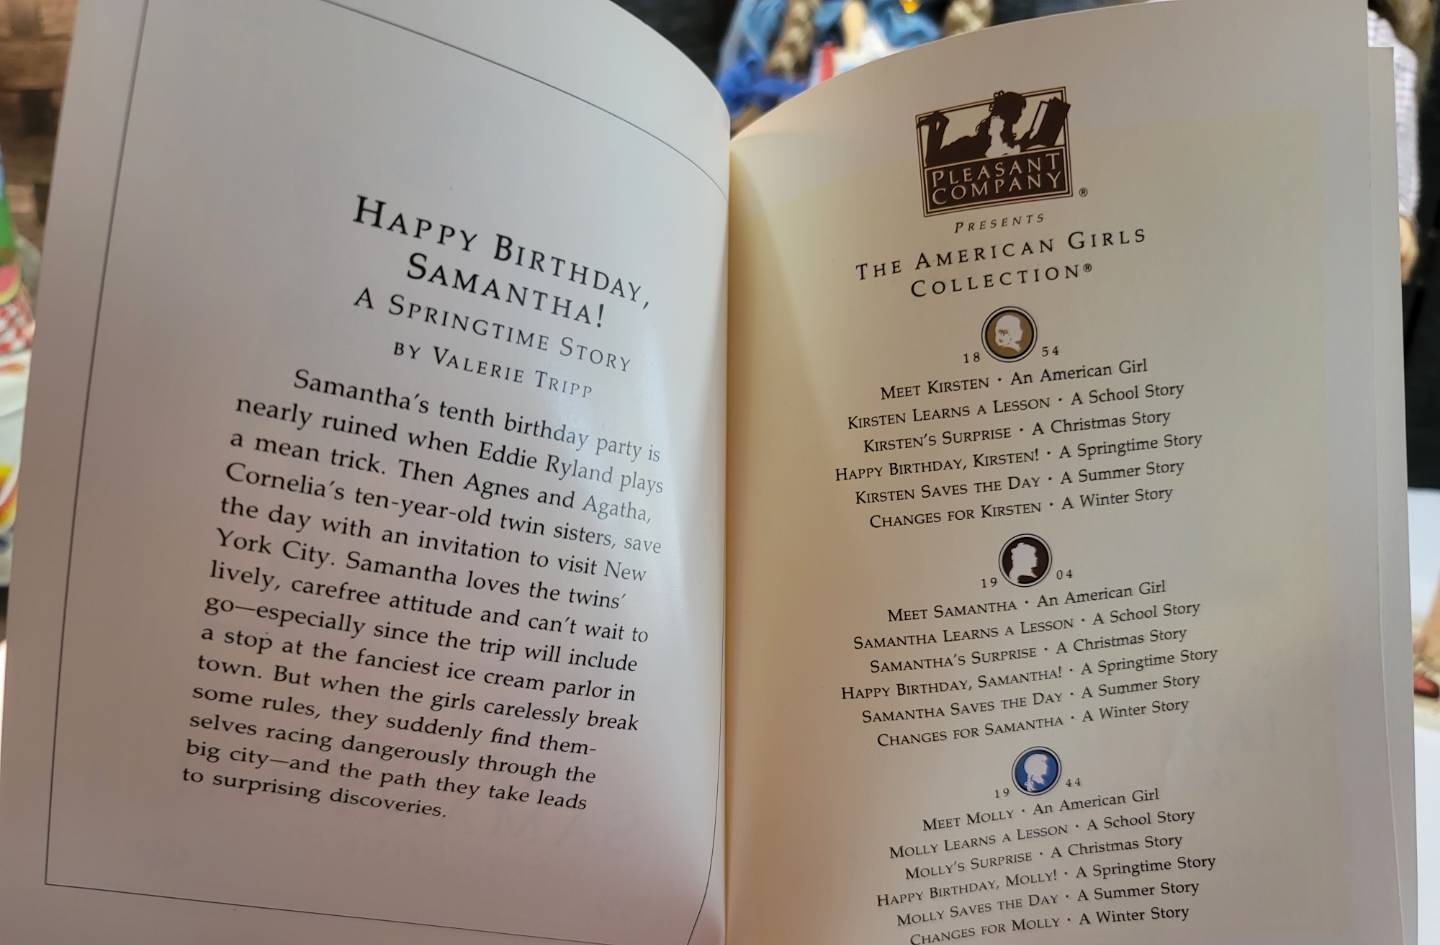 HAPPY BIRTHDAY,
SAMANTHA!
A SPRINGTIME STORY
BY VALERIE TRIPP
Samantha's tenth birthday party is
nearly ruined when Eddie Ryland plays
a mean trick. Then Agnes and Agatha,
Cornelia's ten-year-old twin sisters, save
the day with an invitation to visit New
York City. Samantha loves the twins'
lively, carefree attitude and can't wait to
go—especially since the trip will include
a stop at the fanciest ice cream parlor in
town. But when the girls carelessly break
some rules, they suddenly find them-
selves racing dangerously through the
big city—and the path they take leads
to surprising discoveries.
PLEASANT
COMPANY®
PRESENTS
THE AMERICAN GIRLS
COLLECTION®
18 54
MEET KIRSTEN · An American Girl
KIRSTEN LEARNS A LESSON · A School Story
KIRSTEN'S SURPRISE · A Christmas Story
HAPPY BIRTHDAY, KIRSTEN! · A Springtime Story
KIRSTEN SAVES THE DAY · A Summer Story
CHANGES FOR KIRSTEN · A Winter Story
19 04
MEET SAMANTHA · An American Girl
SAMANTHA LEARNS A LESSON · A School Story
SAMANTHA'S SURPRISE · A Christmas Story
HAPPY BIRTHDAY, SAMANTHA! · A Springtime Story
SAMANTHA SAVES THE DAY · A Summer Story
CHANGES FOR SAMANTHA · A Winter Story
19 44
MEET MOLLY · An American Girl
MOLLY LEARNS A LESSON · A School Story
MOLLY'S SURPRISE · A Christmas Story
HAPPY BIRTHDAY, MOLLY! · A Springtime Story
MOLLY SAVES THE DAY · A Summer Story
CHANGES FOR MOLLY · A Winter Story